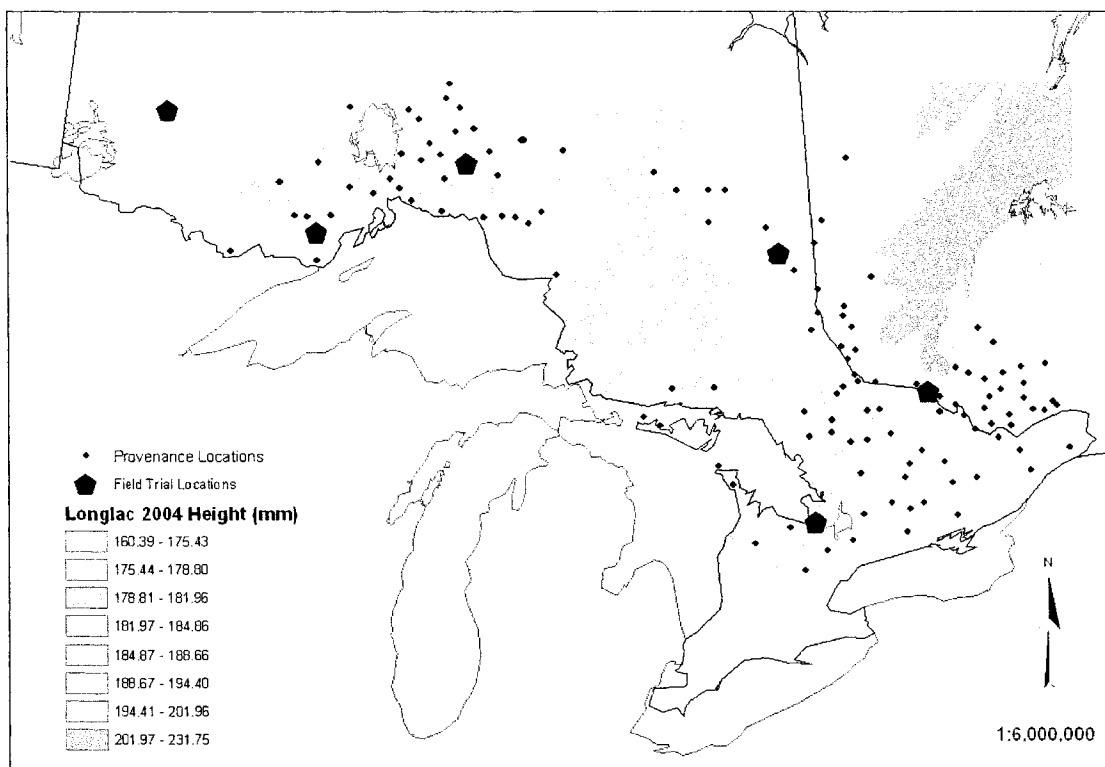 Provenance Locations
Field Trial Locations
Longlac 2004 Height (mm)
160.39 - 175.43
175.44 - 178.80
178.81 - 181.96
181.97 - 184.86
184.87 - 188.66
188.67 - 194.40
194.41 - 201.96
201.97 - 231.75
N
1:6,000,000